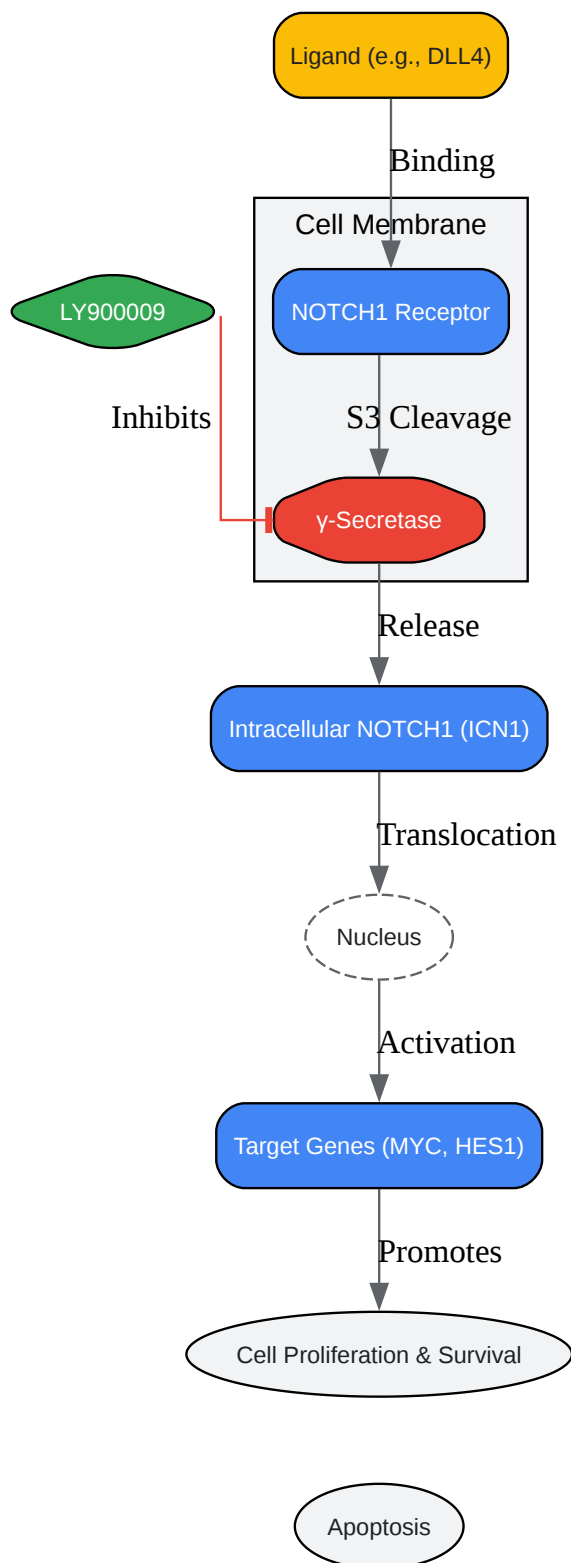 Ligand (e.g., DLL4)
Binding
Cell Membrane
LY900009
NOTCH1 Receptor
Inhibits
S3 Cleavage
γ-Secretase
Release
Intracellular NOTCH1 (ICN1)
Translocation
Nucleus
Activation
Target Genes (MYC, HES1)
Promotes
Cell Proliferation & Survival
Apoptosis